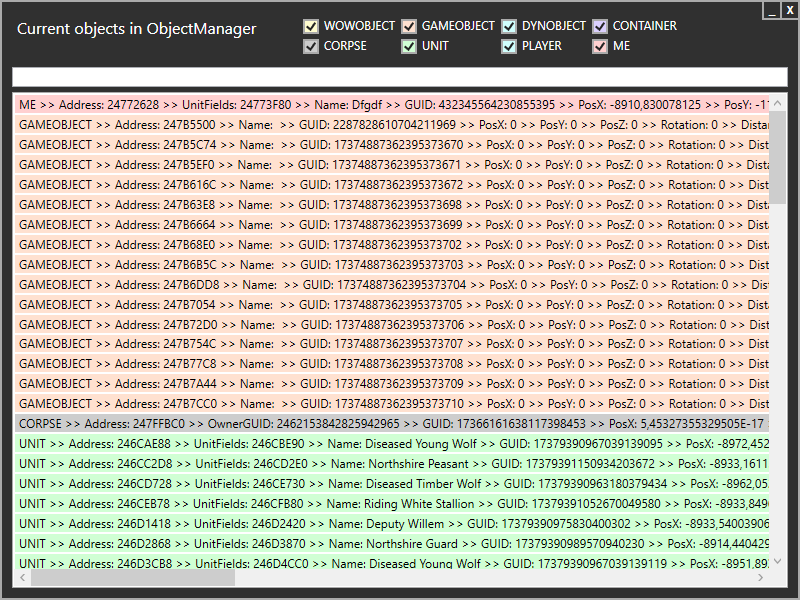 Current objects in ObjectManager
WOWOBJECT GAMEOBJECT DYNOBJECT CONTAINER
CORPSE UNIT PLAYER ME
ME >> Address: 24772628 >> UnitFields: 24773F80 >> Name: Dfgdf >> GUID: 432345564230855395 >> PosX: -8910,830078125 >> PosY: -11
GAMEOBJECT >> Address: 247B5500 >> Name: >> GUID: 2287828610704211969 >> PosX: 0 >> PosY: 0 >> PosZ: 0 >> Rotation: 0 >> Distan
GAMEOBJECT >> Address: 247B5C74 >> Name: >> GUID: 17374887362395373670 >> PosX: 0 >> PosY: 0 >> PosZ: 0 >> Rotation: 0 >> Dist
GAMEOBJECT >> Address: 247B5EF0 >> Name: >> GUID: 17374887362395373671 >> PosX: 0 >> PosY: 0 >> PosZ: 0 >> Rotation: 0 >> Dist
GAMEOBJECT >> Address: 247B616C >> Name: >> GUID: 17374887362395373672 >> PosX: 0 >> PosY: 0 >> PosZ: 0 >> Rotation: 0 >> Dist
GAMEOBJECT >> Address: 247B63E8 >> Name: >> GUID: 17374887362395373698 >> PosX: 0 >> PosY: 0 >> PosZ: 0 >> Rotation: 0 >> Dist
GAMEOBJECT >> Address: 247B6664 >> Name: >> GUID: 17374887362395373699 >> PosX: 0 >> PosY: 0 >> PosZ: 0 >> Rotation: 0 >> Dist
GAMEOBJECT >> Address: 247B68E0 >> Name: >> GUID: 17374887362395373702 >> PosX: 0 >> PosY: 0 >> PosZ: 0 >> Rotation: 0 >> Dist
GAMEOBJECT >> Address: 247B6B5C >> Name: >> GUID: 17374887362395373703 >> PosX: 0 >> PosY: 0 >> PosZ: 0 >> Rotation: 0 >> Dist
GAMEOBJECT >> Address: 247B6DD8 >> Name: >> GUID: 17374887362395373704 >> PosX: 0 >> PosY: 0 >> PosZ: 0 >> Rotation: 0 >> Dist
GAMEOBJECT >> Address: 247B7054 >> Name: >> GUID: 17374887362395373705 >> PosX: 0 >> PosY: 0 >> PosZ: 0 >> Rotation: 0 >> Dist
GAMEOBJECT >> Address: 247B72D0 >> Name: >> GUID: 17374887362395373706 >> PosX: 0 >> PosY: 0 >> PosZ: 0 >> Rotation: 0 >> Dist
GAMEOBJECT >> Address: 247B754C >> Name: >> GUID: 17374887362395373707 >> PosX: 0 >> PosY: 0 >> PosZ: 0 >> Rotation: 0 >> Dist
GAMEOBJECT >> Address: 247B77C8 >> Name: >> GUID: 17374887362395373708 >> PosX: 0 >> PosY: 0 >> PosZ: 0 >> Rotation: 0 >> Dist
GAMEOBJECT >> Address: 247B7A44 >> Name: >> GUID: 17374887362395373709 >> PosX: 0 >> PosY: 0 >> PosZ: 0 >> Rotation: 0 >> Dist
GAMEOBJECT >> Address: 247B7CC0 >> Name: >> GUID: 17374887362395373710 >> PosX: 0 >> PosY: 0 >> PosZ: 0 >> Rotation: 0 >> Dist
CORPSE >> Address: 247FFBC0 >> OwnerGUID: 2462153842825942965 >> GUID: 17366161638117398453 >> PosX: 5,45327355329505E-17
UNIT >> Address: 246CAE88 >> UnitFields: 246CBE90 >> Name: Diseased Young Wolf >> GUID: 17379390967039139095 >> PosX: -8972,452
UNIT >> Address: 246CC2D8 >> UnitFields: 246CD2E0 >> Name: Northshire Peasant >> GUID: 17379391150934203672 >> PosX: -8933,1611
UNIT >> Address: 246CD728 >> UnitFields: 246CE730 >> Name: Diseased Timber Wolf >> GUID: 17379390963180379434 >> PosX: -8962,05
UNIT >> Address: 246CEB78 >> UnitFields: 246CFB80 >> Name: Riding White Stallion >> GUID: 17379391052670049580 >> PosX: -8933,849
UNIT >> Address: 246D1418 >> UnitFields: 246D2420 >> Name: Deputy Willem >> GUID: 17379390975830400302 >> PosX: -8933,54003906
UNIT >> Address: 246D2868 >> UnitFields: 246D3870 >> Name: Northshire Guard >> GUID: 17379390989570940230 >> PosX: -8914,440429
UNIT >> Address: 246D3CB8 >> UnitFields: 246D4CC0 >> Name: Diseased Young Wolf >> GUID: 17379390967039139119 >> PosX: -8951,89